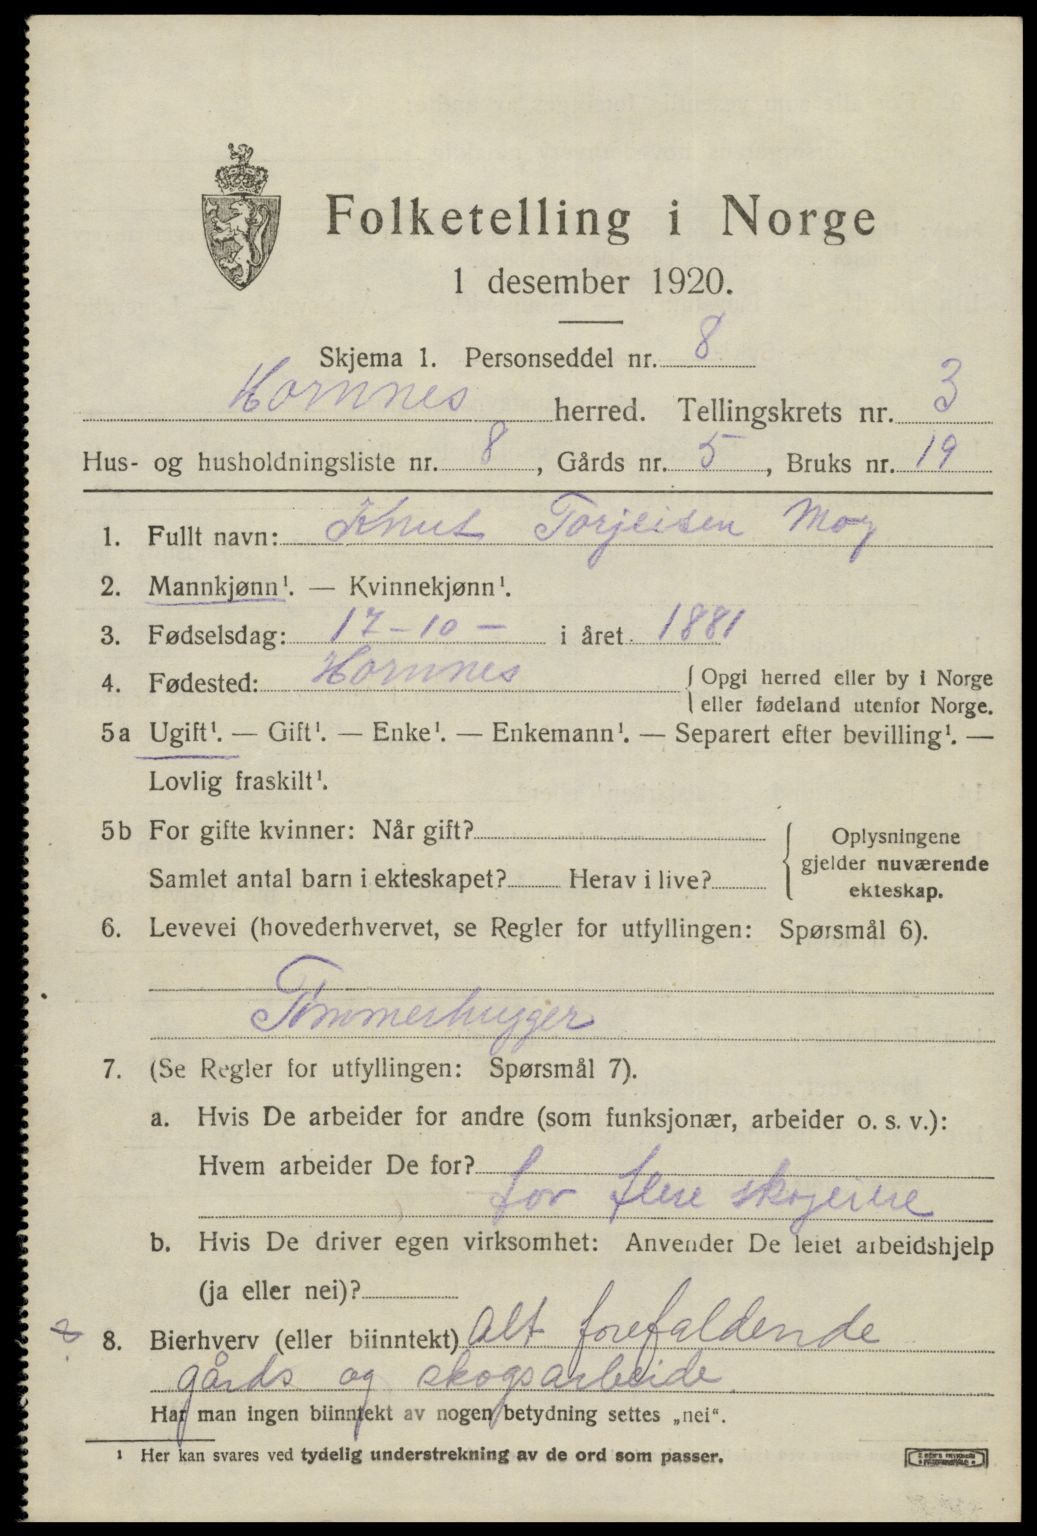 Folketelling i Norge
1 desember 1920.
Skjema 1. Personseddel nr. 8
Hornnes herred. Tellingskrets nr. 3
Hus- og husholdningsliste nr. 8, Gårds nr. 5, Bruks nr. 19
1. Fullt navn: Knut Torjeisen Moy
2. Mannkjønn¹. — Kvinnekjønn¹.
3. Fødselsdag: 17-10- i året 1881
4. Fødested: Hornnes { Opgi herred eller by i Norge
eller fødeland utenfor Norge.
5a Ugift¹. — Gift¹. — Enke¹. — Enkemann¹. — Separert efter bevilling¹. —
Lovlig fraskilt¹.
5b For gifte kvinner: Når gift?
Samlet antal barn i ekteskapet? Herav i live?
Oplysningene
gjelder nuværende
ekteskap.
6. Levevei (hovederhvervet, se Regler for utfyllingen: Spørsmål 6).
Tømmerhugger
7. (Se Regler for utfyllingen: Spørsmål 7).
a. Hvis De arbeider for andre (som funksjonær, arbeider o. s. v.):
Hvem arbeider De for?
for flere skogeiere
b. Hvis De driver egen virksomhet: Anvender De leiet arbeidshjelp
(ja eller nei)?
8. Bierhverv (eller biinntekt) Alt forefaldende
gårds og skogsarbeide
Har man ingen biinntekt av nogen betydning settes „nei“.
¹ Her kan svares ved tydelig understrekning av de ord som passer.